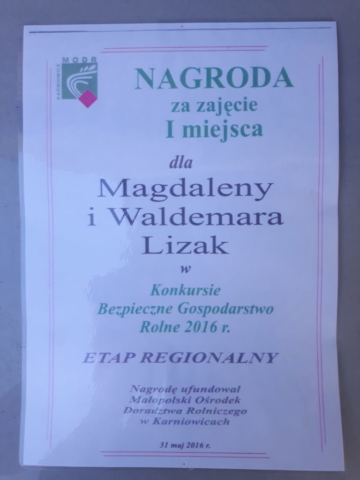 MODR
KARNIOWICE
NAGRODA
za zajęcie
I miejsca
dla
Magdaleny
i Waldemara
Lizak
w
Konkursie
Bezpieczne Gospodarstwo
Rolne 2016 r.
ETAP REGIONALNY
Nagrodę ufundował
Małopolski Ośrodek
Doradztwa Rolniczego
w Karniowicach
31 maj 2016 r.